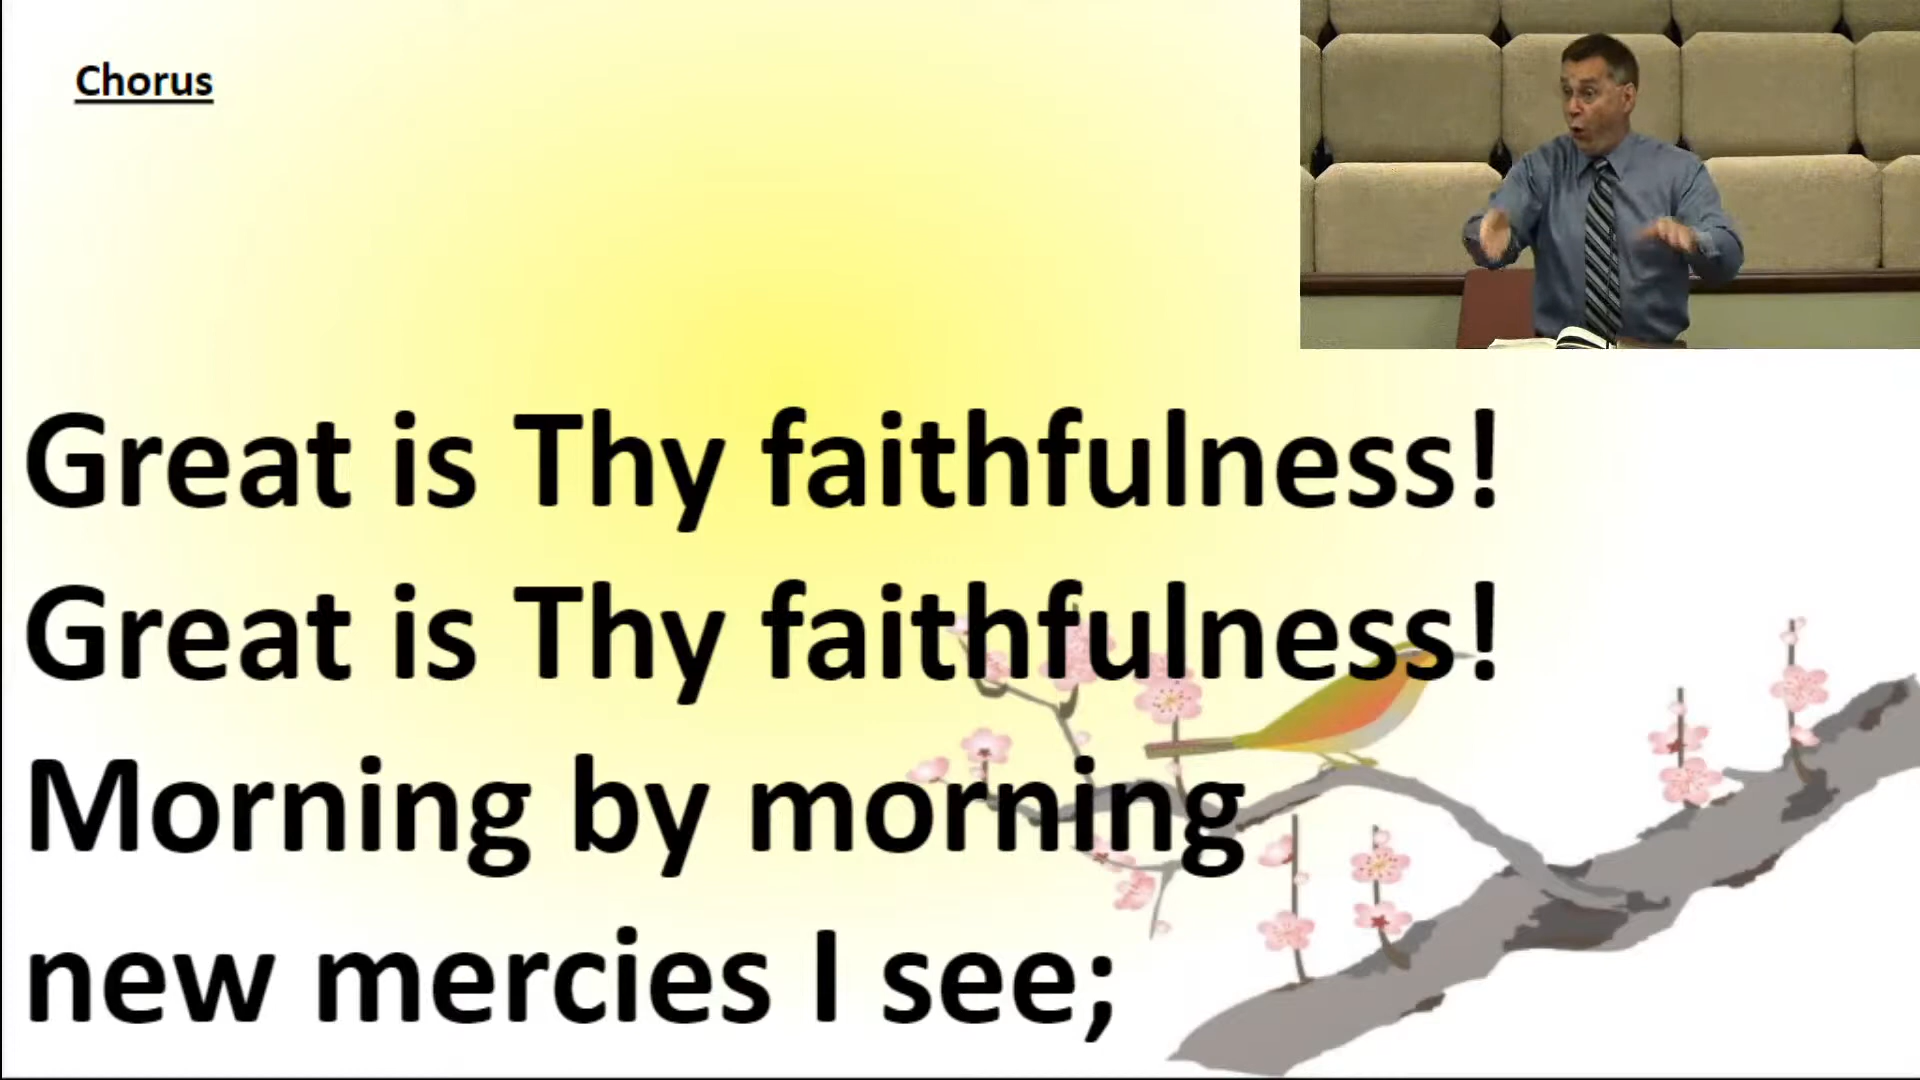 Chorus
Great is Thy faithfulness!
Great is Thy faithfulness!
Morning by morning
new mercies I see;